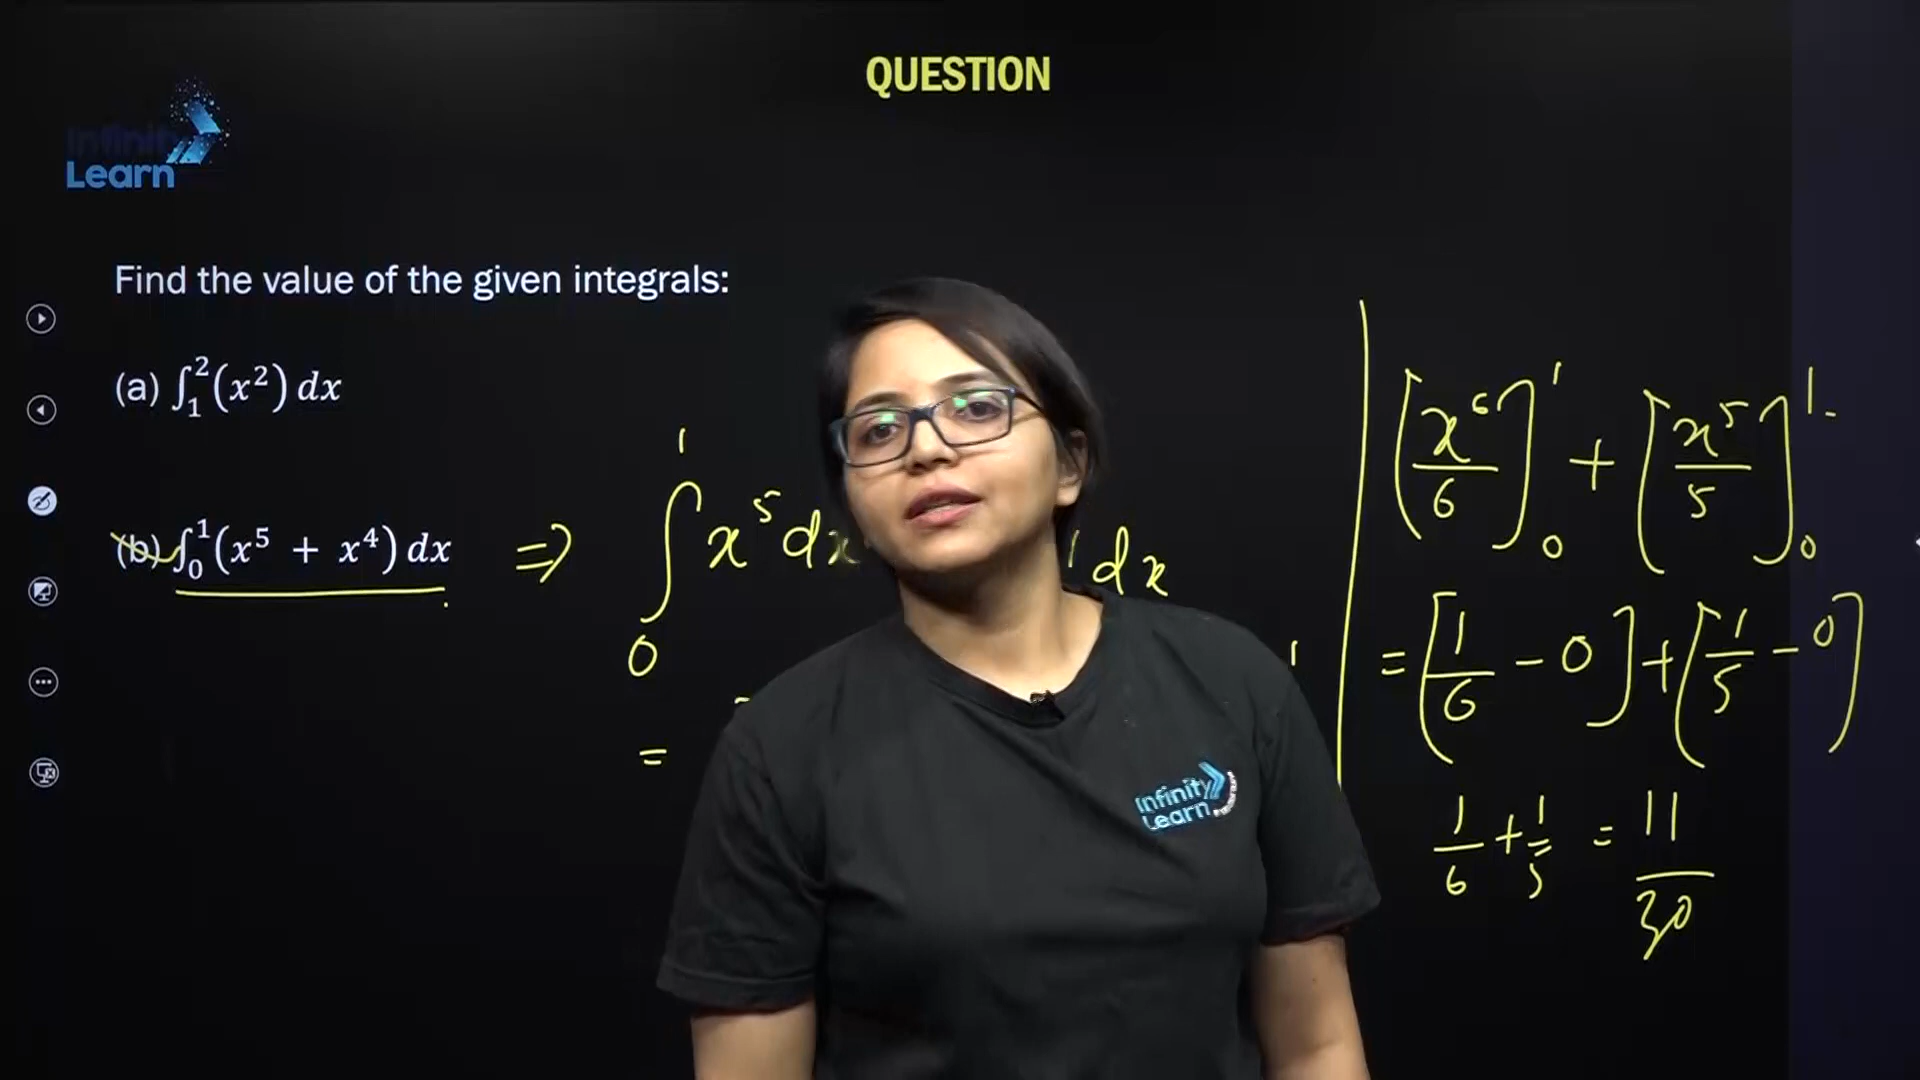 QUESTION
Infinity
Learn
Find the value of the given integrals:
(a) ∫₁²(x²) dx
(b) ∫₀¹(x⁵ + x⁴) dx ⇒ ∫₀¹ x⁵ dx dx
=
[x⁶/6]₀¹ + [x⁵/5]₀¹
= [1/6 - 0] + [1/5 - 0]
1/6 + 1/5 = 11/30
Infinity
Learn